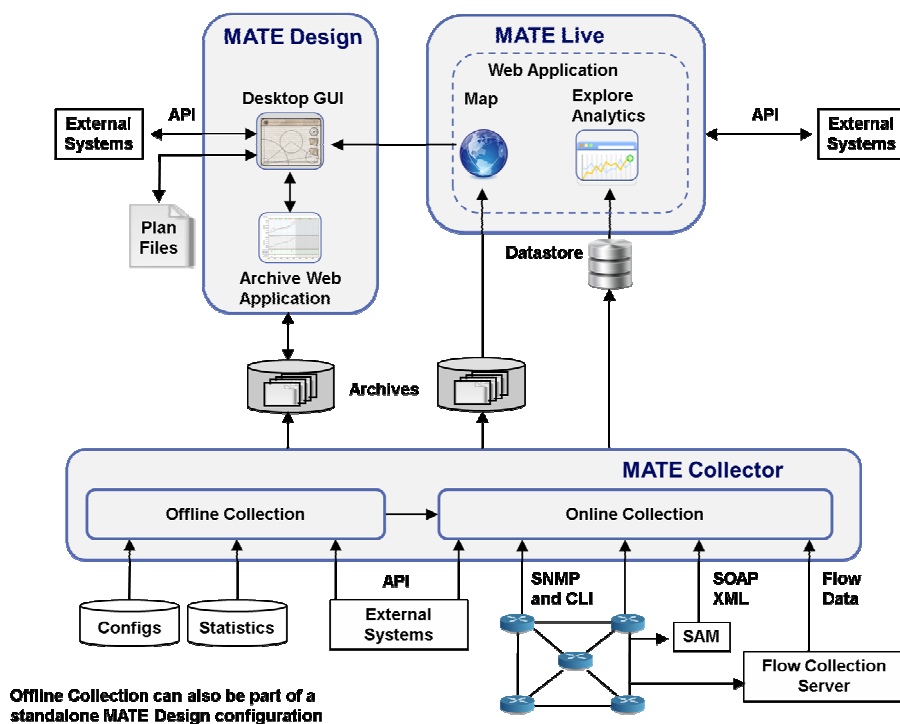 MATE Design
MATE Live
Web Application
Desktop GUI
Map
Explore
Analytics
API
External
Systems
API
External
Systems
Plan
Files
Archive Web
Application
Datastore
Archives
MATE Collector
Offline Collection
Online Collection
API
SNMP
and CLI
SOAP
XML
Flow
Data
Configs
Statistics
External
Systems
SAM
Flow Collection
Server
Offline Collection can also be part of a
standalone MATE Design configuration